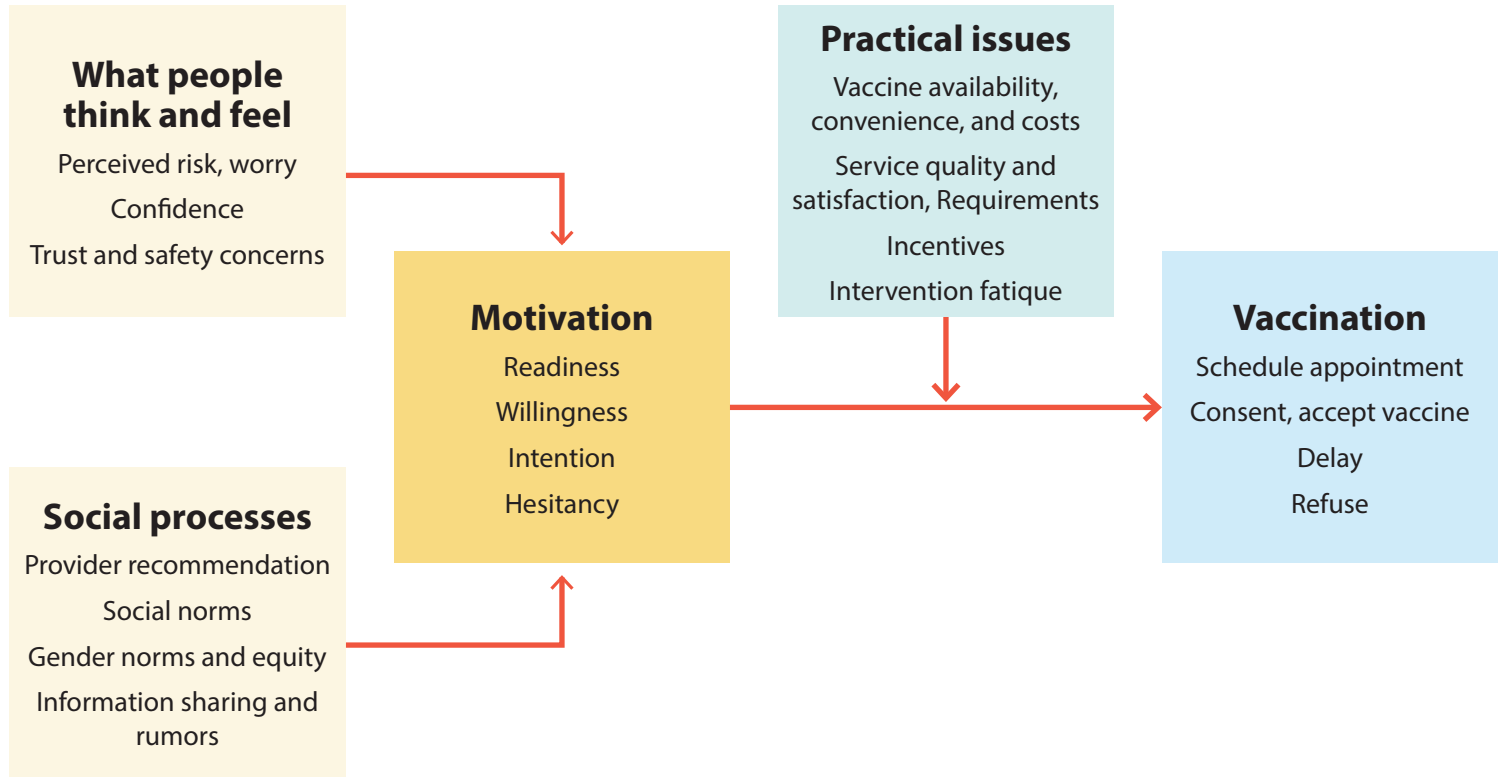 What people
think and feel
Perceived risk, worry
Confidence
Trust and safety concerns
Social processes
Provider recommendation
Social norms
Gender norms and equity
Information sharing and
rumors
Motivation
Readiness
Willingness
Intention
Hesitancy
Practical issues
Vaccine availability,
convenience, and costs
Service quality and
satisfaction, Requirements
Incentives
Intervention fatique
Vaccination
Schedule appointment
Consent, accept vaccine
Delay
Refuse